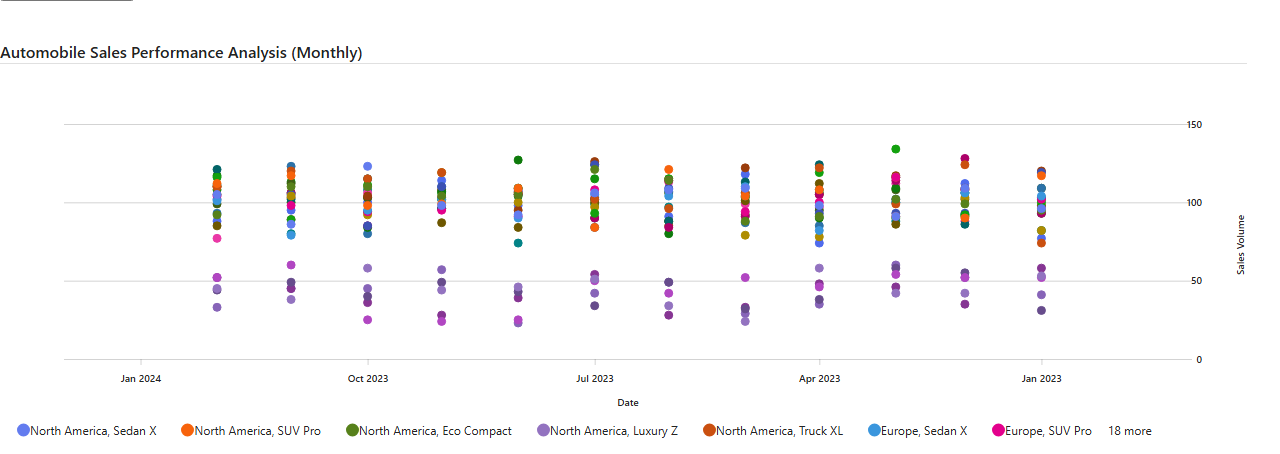 Automobile Sales Performance Analysis (Monthly)
150
100
50
0
Sales Volume
Jan 2024 Oct 2023 Jul 2023 Apr 2023 Jan 2023
Date
North America, Sedan X North America, SUV Pro North America, Eco Compact North America, Luxury Z North America, Truck XL Europe, Sedan X Europe, SUV Pro 18 more